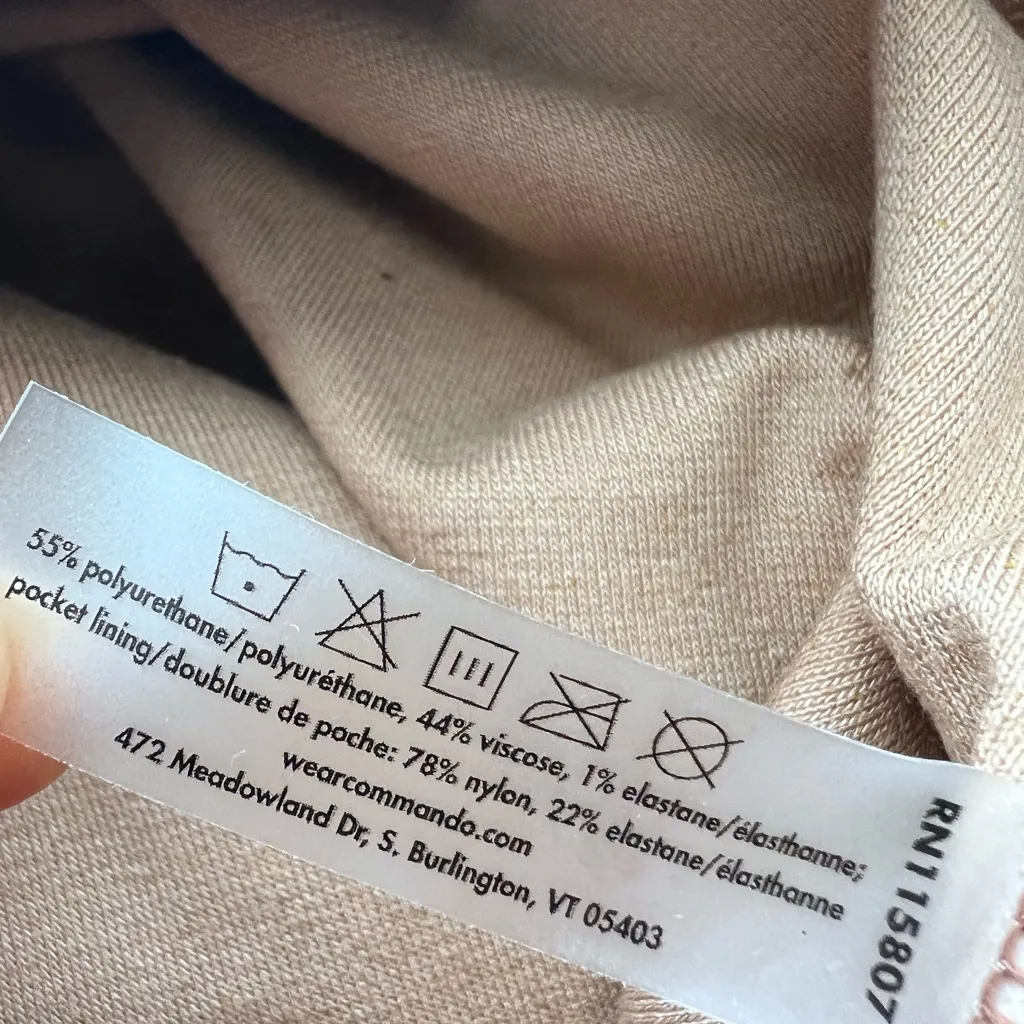 55% polyurethane/polyuréthane, 44% viscose, 1% elastane/élasthanne;
pocket lining/doublure de poche: 78% nylon, 22% elastane/élasthanne
wearcommando.com
472 Meadowland Dr, S. Burlington, VT 05403
RN115807